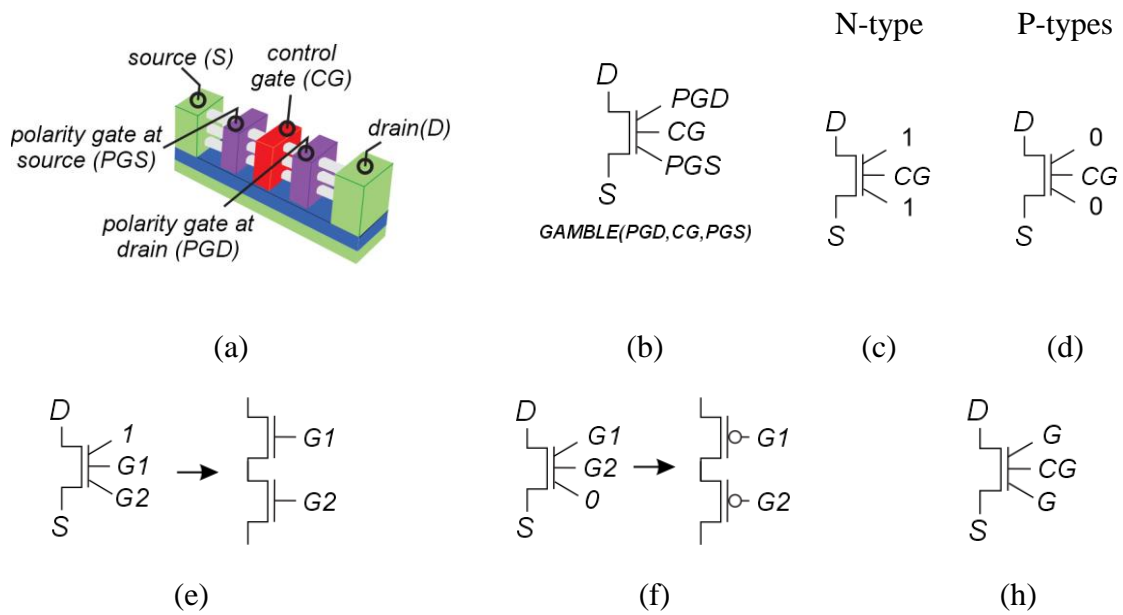 N-type
P-types
source (S)
control
gate (CG)
polarity gate at
source (PGS)
drain(D)
polarity gate at
drain (PGD)
D
PGD
CG
PGS
S
GAMBLE(PGD,CG,PGS)
D
1
CG
1
S
D
0
CG
0
S
(a)
(b)
(c)
(d)
D
1
G1
G2
S
G1
G2
D
G1
G2
0
S
G1
G2
D
G
CG
G
S
(e)
(f)
(h)